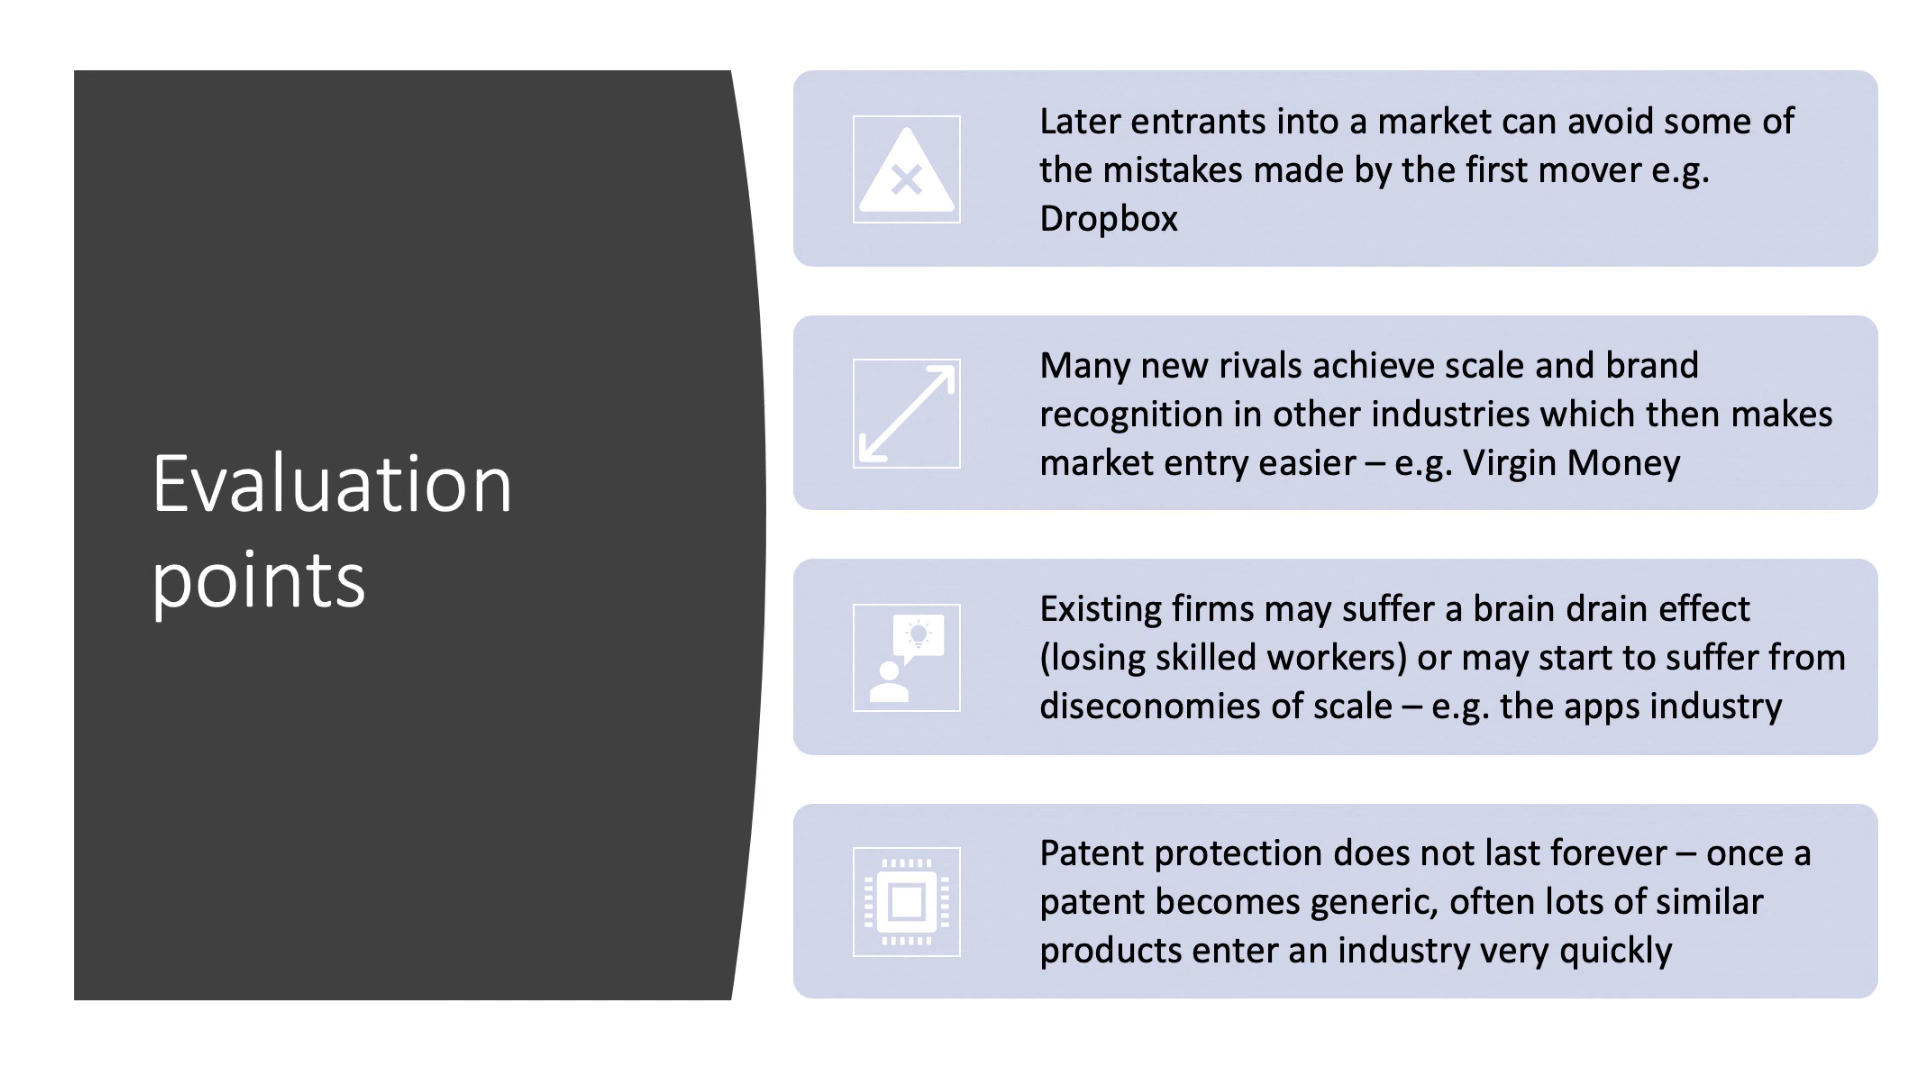 Evaluation
points
Later entrants into a market can avoid some of
the mistakes made by the first mover e.g.
Dropbox
Many new rivals achieve scale and brand
recognition in other industries which then makes
market entry easier – e.g. Virgin Money
Existing firms may suffer a brain drain effect
(losing skilled workers) or may start to suffer from
diseconomies of scale – e.g. the apps industry
Patent protection does not last forever – once a
patent becomes generic, often lots of similar
products enter an industry very quickly